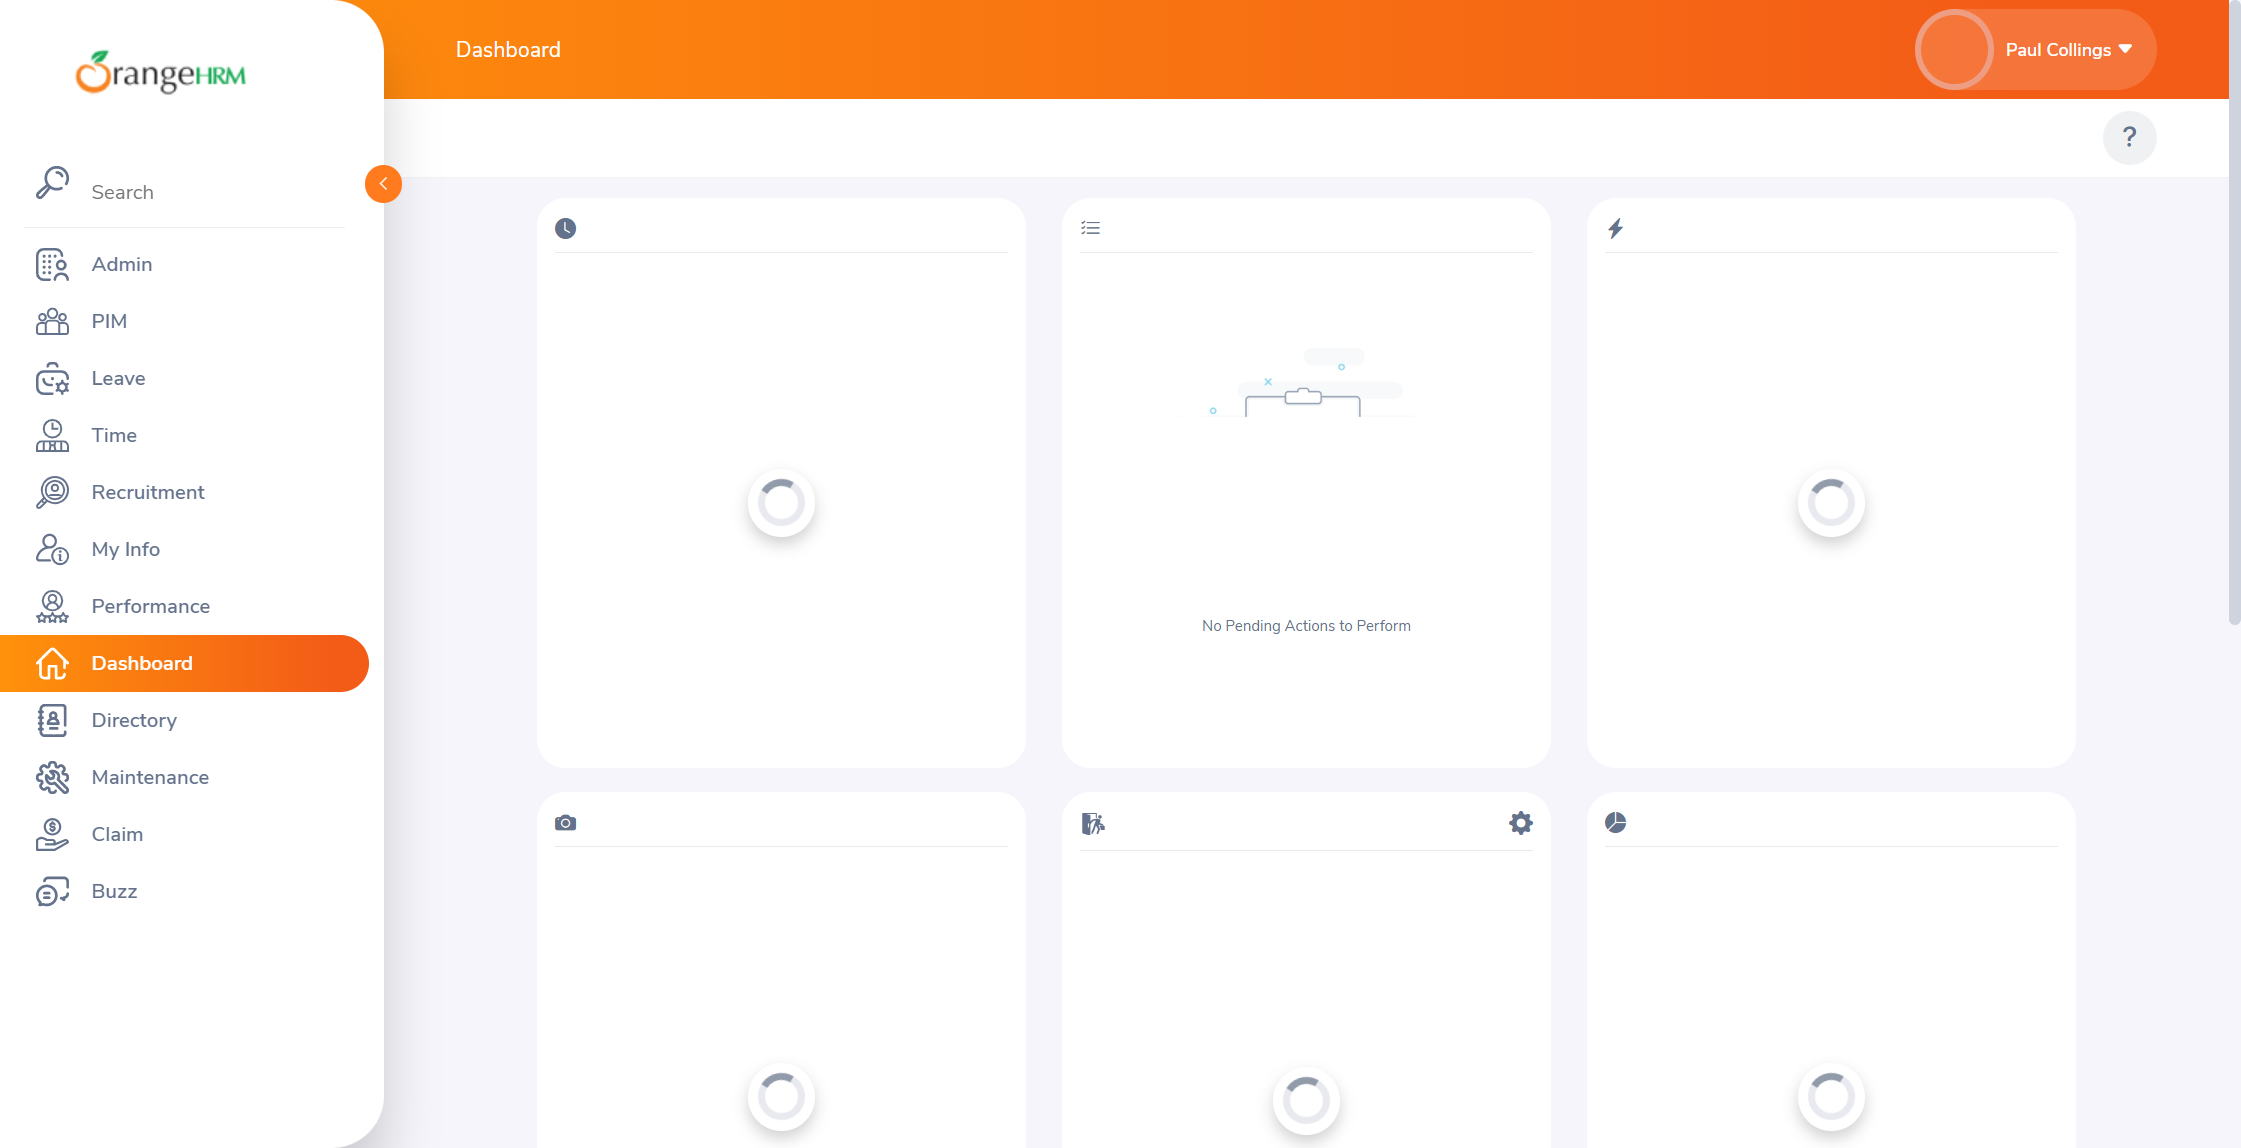 OrangeHRM
Dashboard
Paul Collings
?
Search
Admin
PIM
Leave
Time
Recruitment
My Info
Performance
Dashboard
Directory
Maintenance
Claim
Buzz
No Pending Actions to Perform